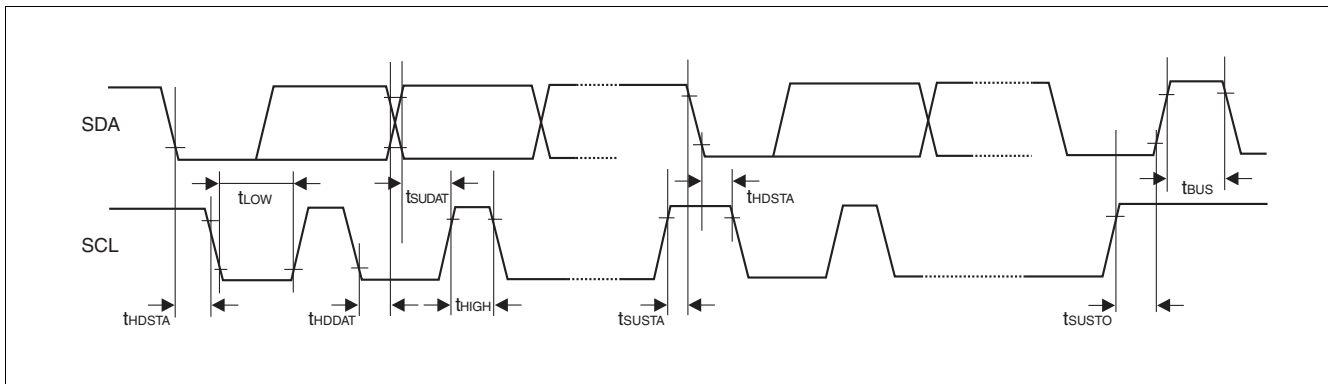 SDA
tLOW
tSUDAT
tHDSTA
tBUS
SCL
tHDSTA
tHDDAT
tHIGH
tSUSTA
tSUSTO